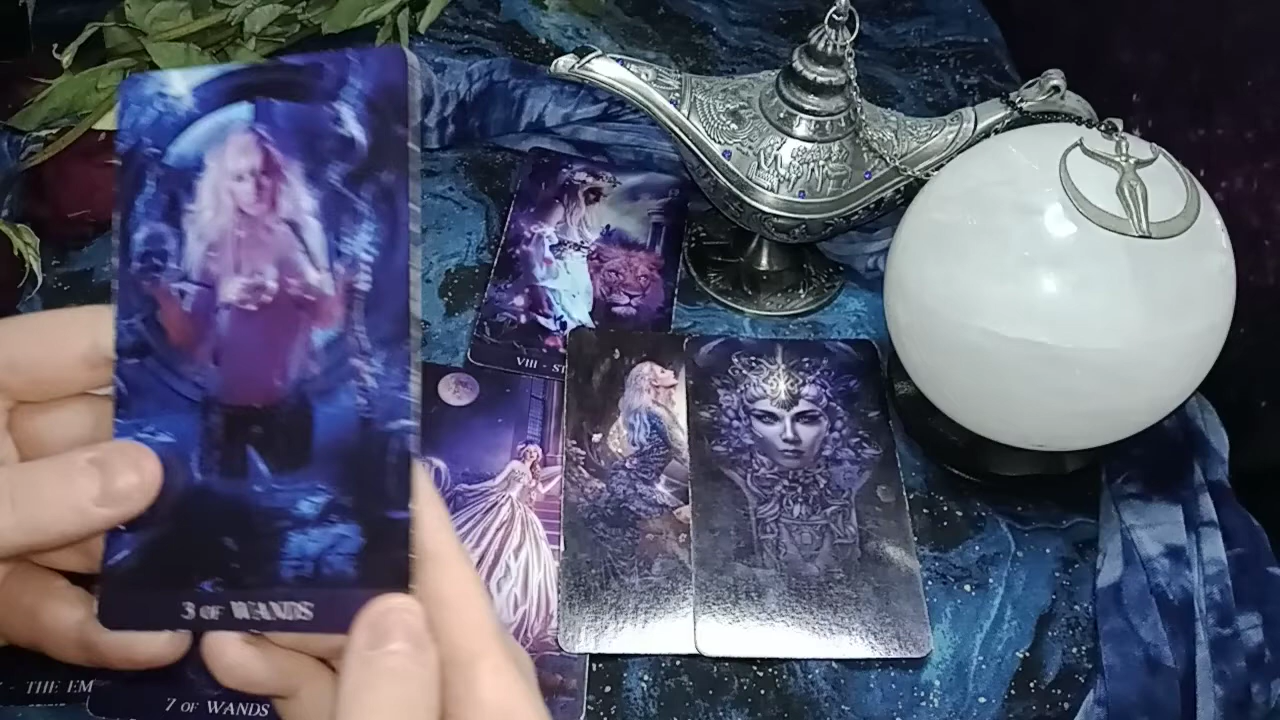 VIII - ST
3 OF WANDS
- THE EM
7 OF WANDS